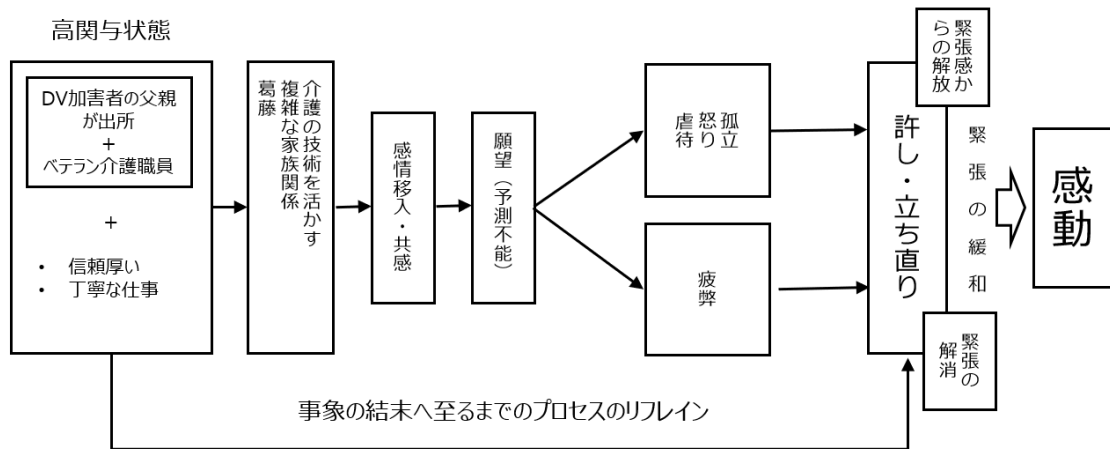 高関与状態
DV加害者の父親
が出所
+
ベテラン介護職員
+
• 信頼厚い
• 丁寧な仕事
介護の技術を活かす
複雑な家族関係
葛藤
感情移入・共感
願望（予測不能）
孤立
怒り
虐待
疲弊
許し・立ち直り
緊張感か
らの解放
緊張の緩和
緊張の
解消
感動
事象の結末へ至るまでのプロセスのリフレイン